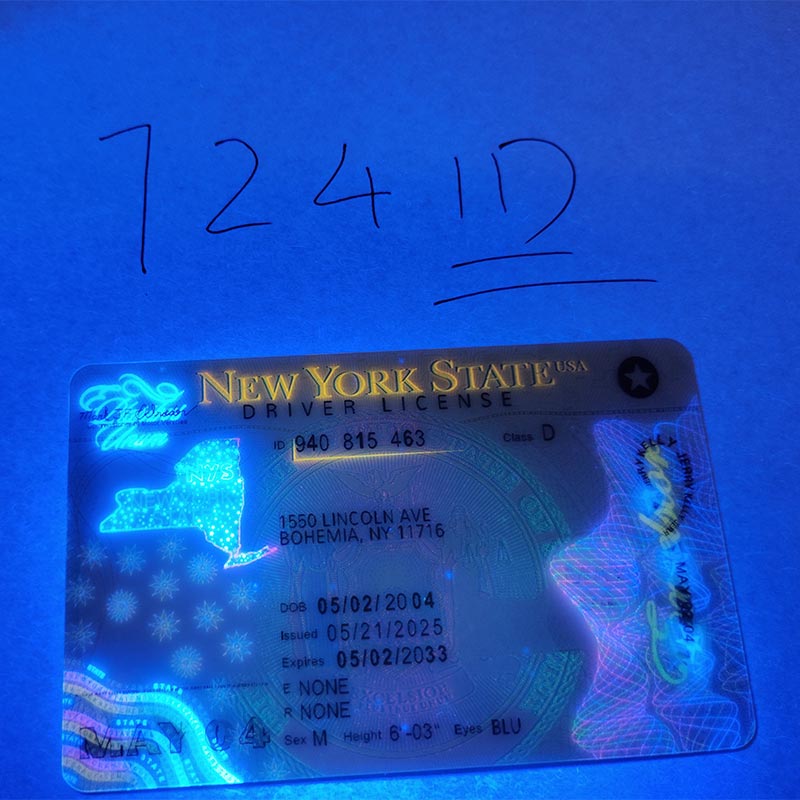 724 ID
NEW YORK STATE USA
DRIVER LICENSE
ID 940 815 463 Class D
NYS
1550 LINCOLN AVE
BOHEMIA, NY 11716
DOB 05/02/2004
Issued 05/21/2025
Expires 05/02/2033
E NONE
R NONE
EXCELSIOR
Sex M Height 6'-03" Eyes BLU
MAY 04